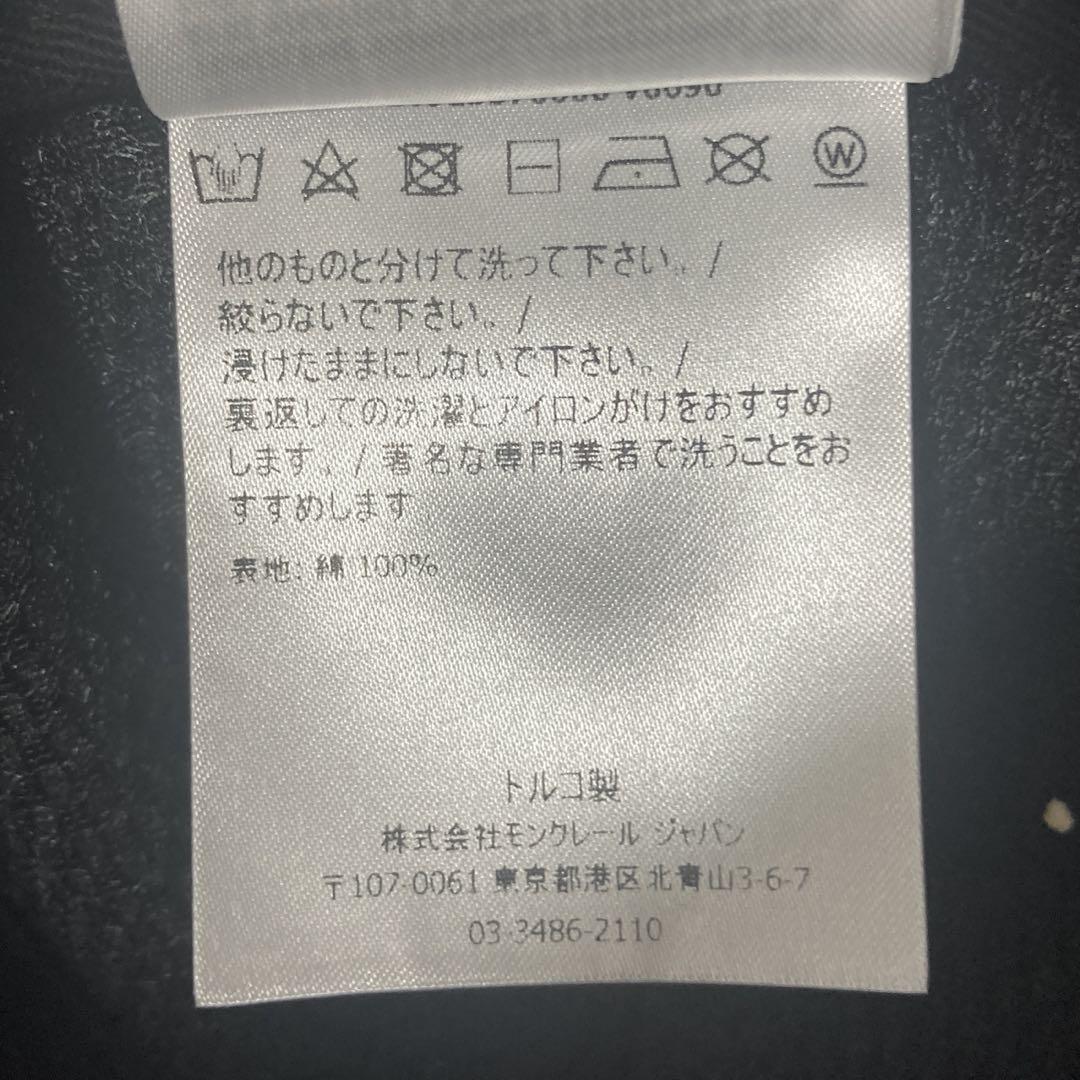 W
他のものと分けて洗って下さい。/
絞らないで下さい。/
浸けたままにしないで下さい。/
裏返しての洗濯とアイロンがけをおすすめ
します。/ 著名な専門業者で洗うことをお
すすめします
表地: 綿 100%
トルコ製
株式会社モンクレール ジャパン
〒107-0061 東京都港区北青山3-6-7
03-3486-2110